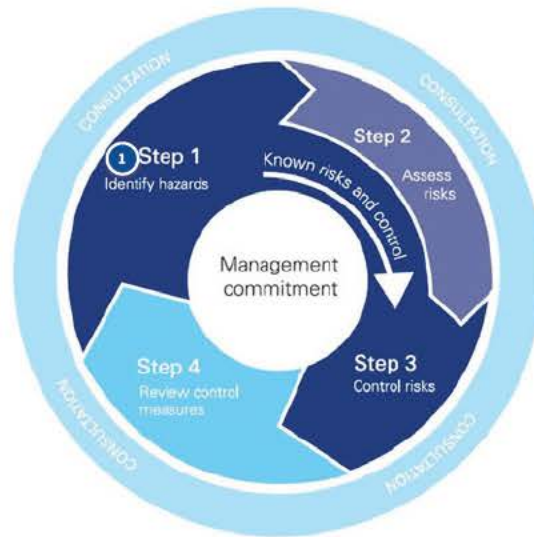 CONSULTATION
CONSULTATION
1 Step 1
Identify hazards
Step 2
Assess
risks
Known risks and control
Management
commitment
Step 3
Control risks
Step 4
Review control
measures
CONSULTATION
CONSULTATION